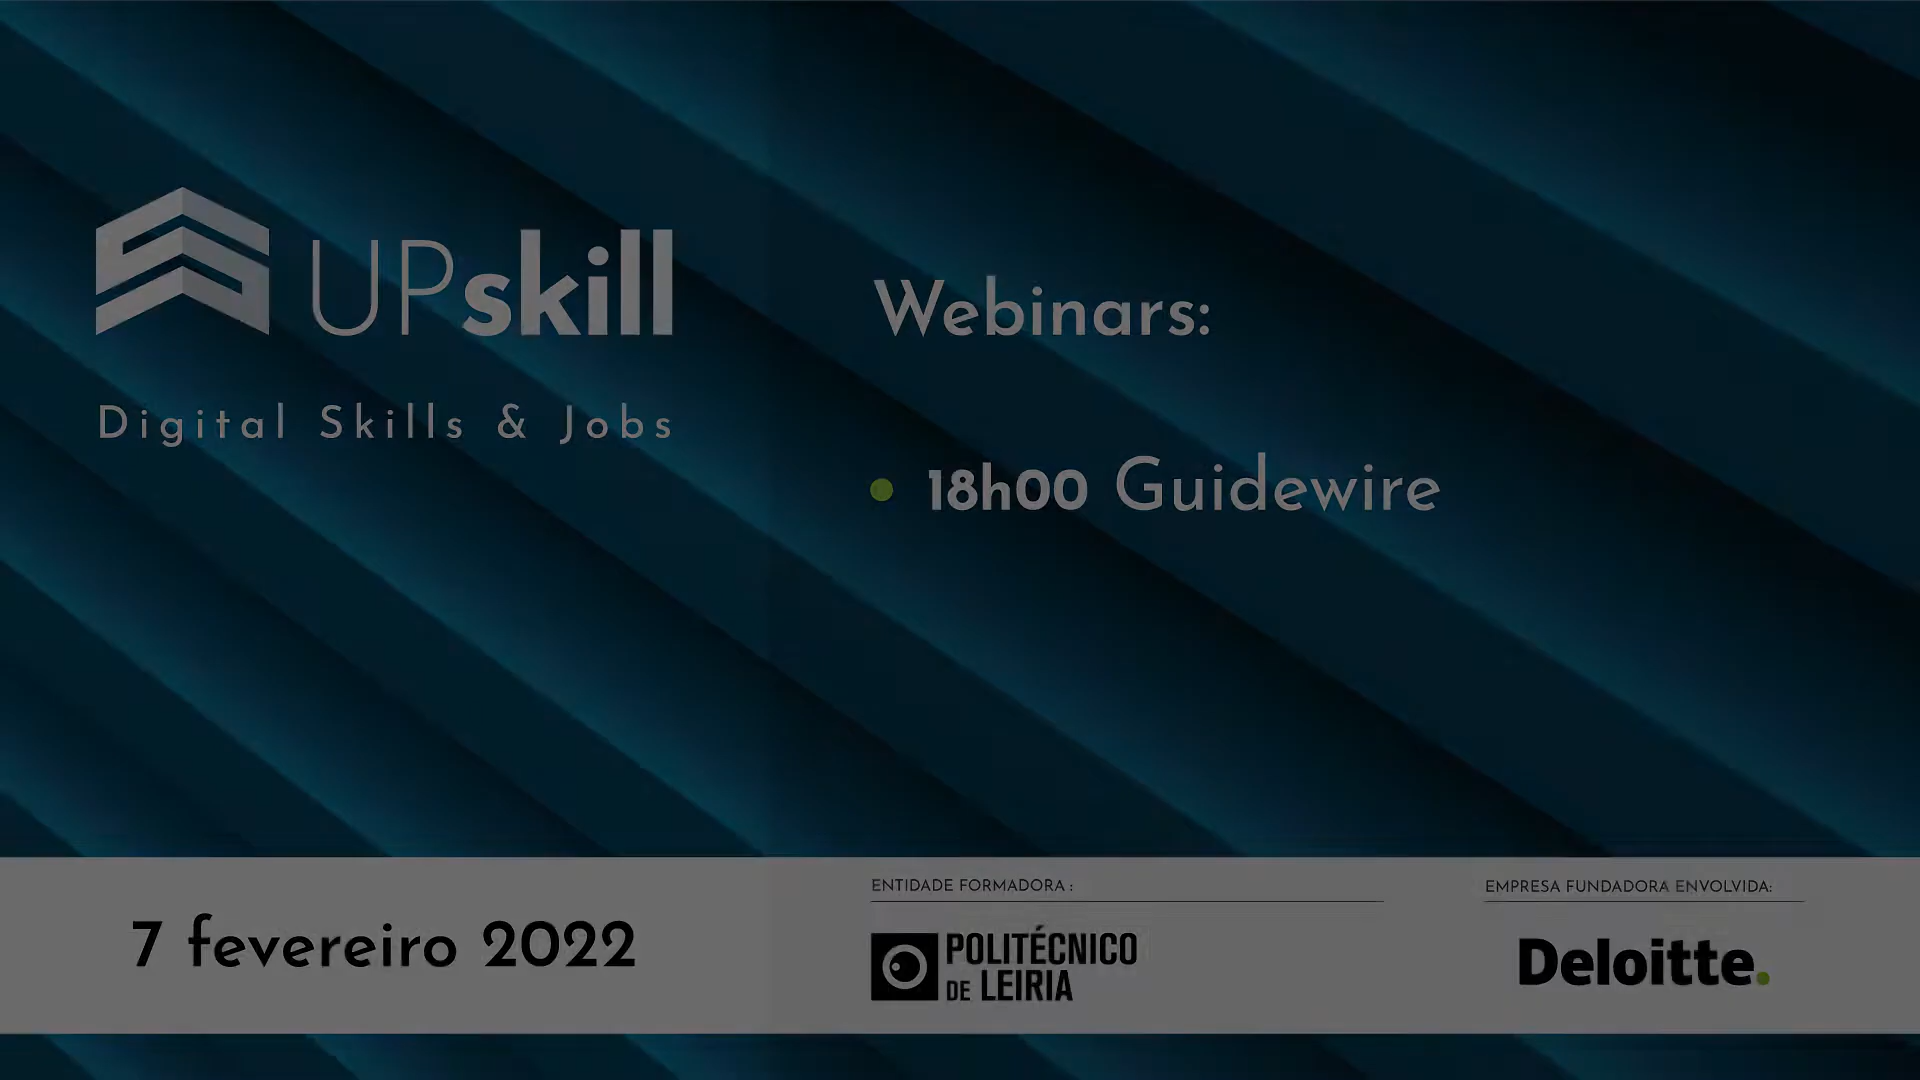 UPskill
Digital Skills & Jobs
Webinars:
18h00 Guidewire
7 fevereiro 2022
ENTIDADE FORMADORA :
POLITÉCNICO
DE LEIRIA
EMPRESA FUNDADORA ENVOLVIDA:
Deloitte.